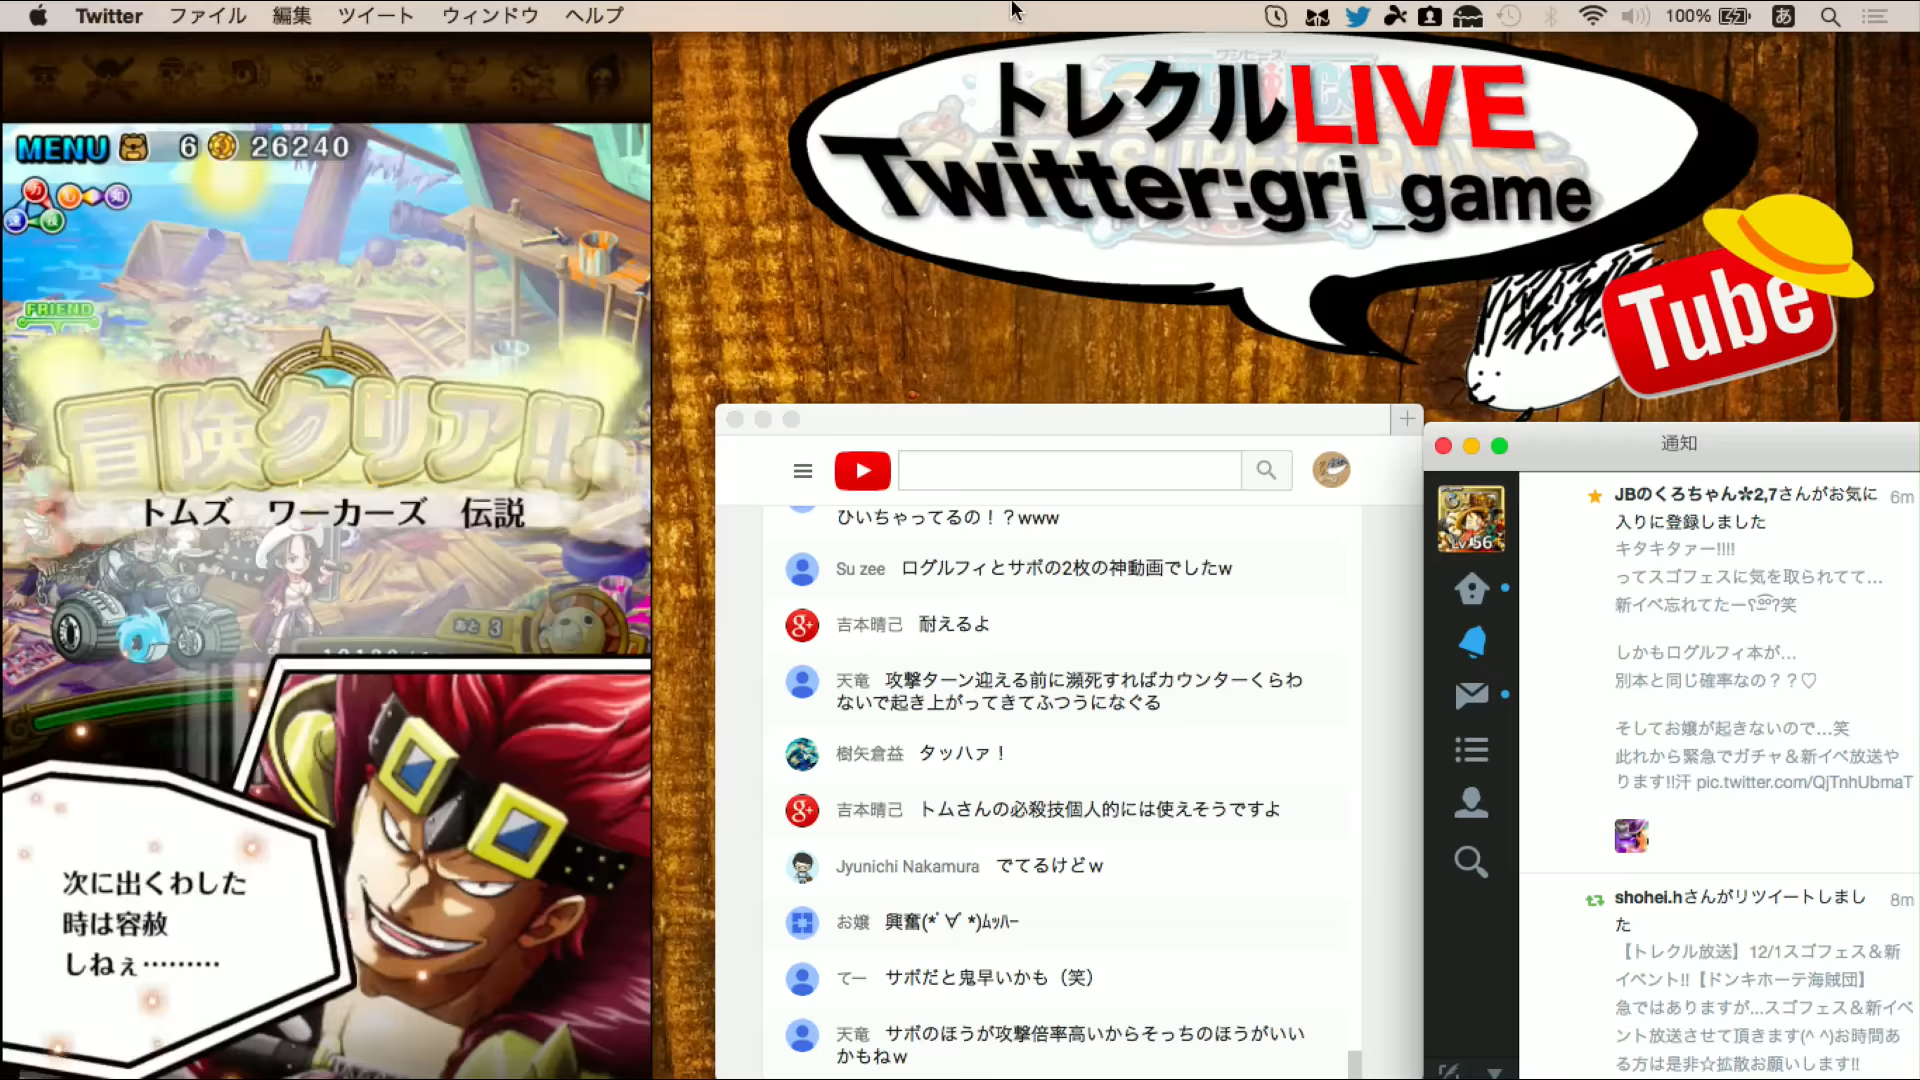 Twitter ファイル 編集 ツイート ウィンドウ ヘルプ
100%
あ
MENU 6 26240
力 心 知
速 技
FRIEND
冒険クリア!!
トムズ ワーカーズ 伝説
あと 3
次に出くわした
時は容赦
しねぇ………
トレクルLIVE
Twitter:gri_game
Tube
ひいちゃってるの！？www
Su zee ログルフィとサボの2枚の神動画でしたw
吉本晴己 耐えるよ
天竜 攻撃ターン迎える前に瀕死すればカウンターくらわ
ないで起き上がってきてふつうになぐる
樹矢倉益 タッハァ！
吉本晴己 トムさんの必殺技個人的には使えそうですよ
Jyunichi Nakamura でてるけどw
お嬢 興奮(*ﾟ∀ﾟ*)ﾑｯﾊｰ
てー サボだと鬼早いかも（笑）
天竜 サボのほうが攻撃倍率高いからそっちのほうがいい
かもねw
通知
Lv.56
JBのくろちゃん✲2,7さんがお気に 6m
入りに登録しました
キタキタァー!!!!
ってスゴフェスに気を取られてて…
新イベ忘れてたー笑
しかもログルフィ本が…
別本と同じ確率なの？？♡
そしてお嬢が起きないので…笑
此れから緊急でガチャ＆新イベ放送や
ります!!汗 pic.twitter.com/QjTnhUbmaT
shohei.hさんがリツイートしまし 8m
た
【トレクル放送】12/1スゴフェス＆新
イベント!!【ドンキホーテ海賊団】
急ではありますが...スゴフェス＆新イベ
ント放送させて頂きます(^ ^)お時間あ
る方は是非☆拡散お願いします!!